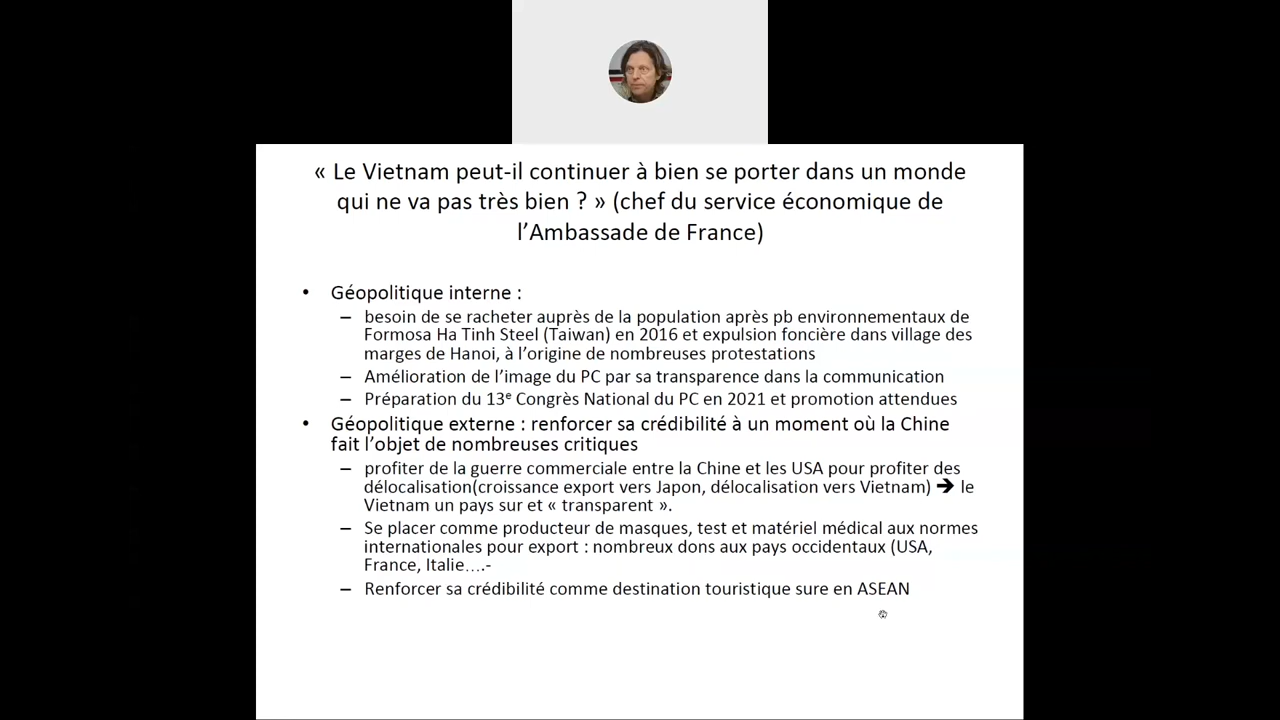 « Le Vietnam peut-il continuer à bien se porter dans un monde
qui ne va pas très bien ? » (chef du service économique de
l’Ambassade de France)
• Géopolitique interne :
– besoin de se racheter auprès de la population après pb environnementaux de
Formosa Ha Tinh Steel (Taiwan) en 2016 et expulsion foncière dans village des
marges de Hanoi, à l’origine de nombreuses protestations
– Amélioration de l’image du PC par sa transparence dans la communication
– Préparation du 13e Congrès National du PC en 2021 et promotion attendues
• Géopolitique externe : renforcer sa crédibilité à un moment où la Chine
fait l’objet de nombreuses critiques
– profiter de la guerre commerciale entre la Chine et les USA pour profiter des
délocalisation(croissance export vers Japon, délocalisation vers Vietnam) ➔ le
Vietnam un pays sur et « transparent ».
– Se placer comme producteur de masques, test et matériel médical aux normes
internationales pour export : nombreux dons aux pays occidentaux (USA,
France, Italie….-
– Renforcer sa crédibilité comme destination touristique sure en ASEAN